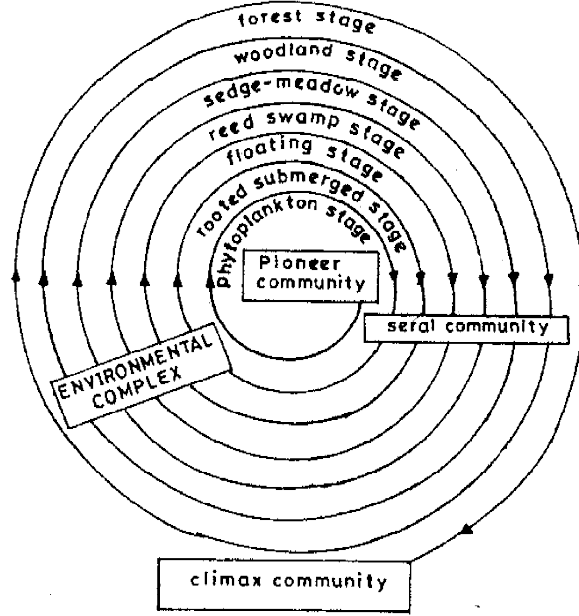 forest stage
woodland stage
sedge-meadow stage
reed swamp stage
floating stage
rooted submerged stage
phytoplankton stage
Pioneer
community
seral community
ENVIRONMENTAL
COMPLEX
climax community